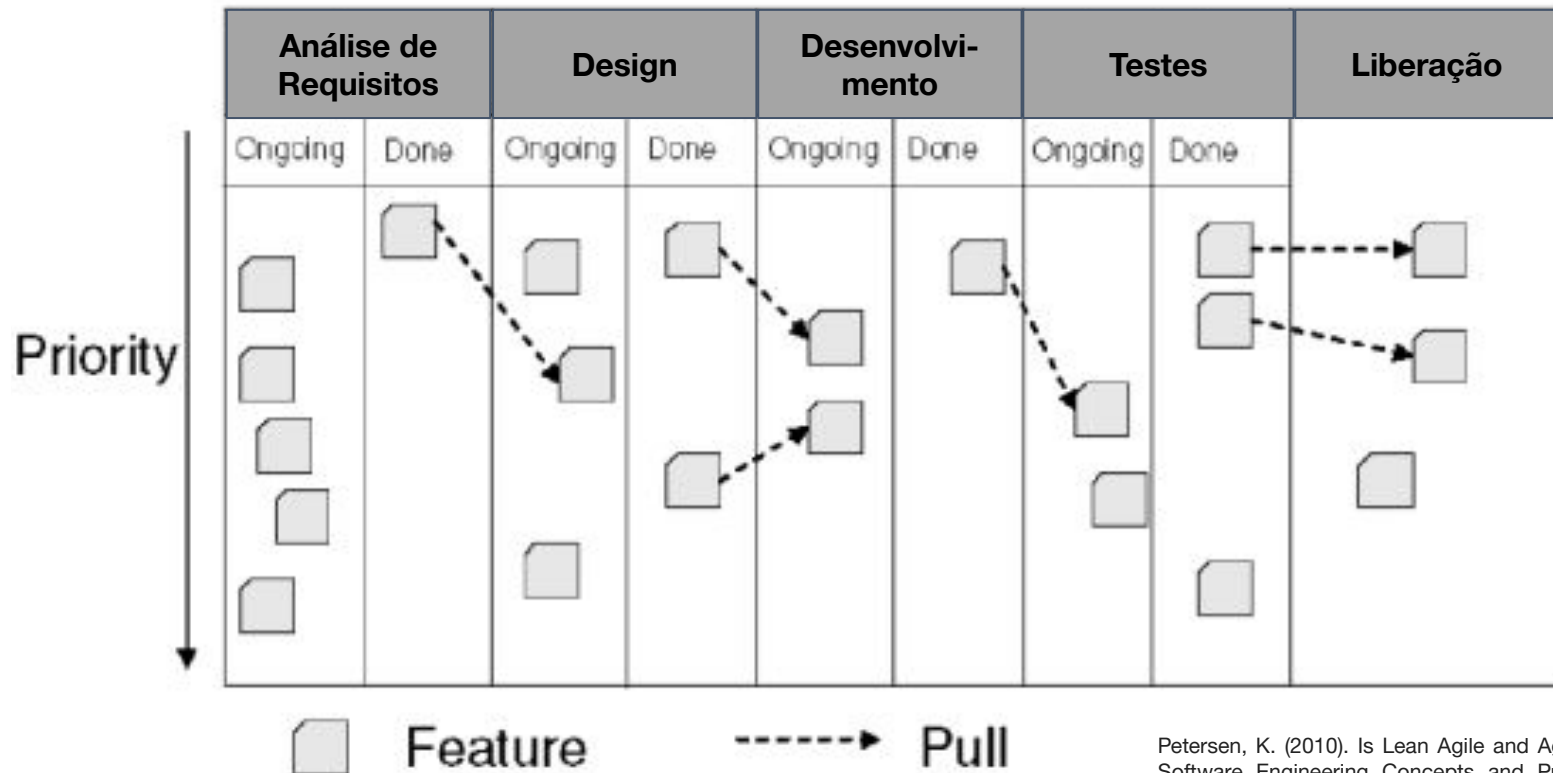 Análise de
Requisitos
Design
Desenvolvi-
mento
Testes
Liberação
Ongoing Done Ongoing Done Ongoing Done Ongoing Done
Priority
Feature
Pull
Petersen, K. (2010). Is Lean Agile and
Software Engineering Concepts and